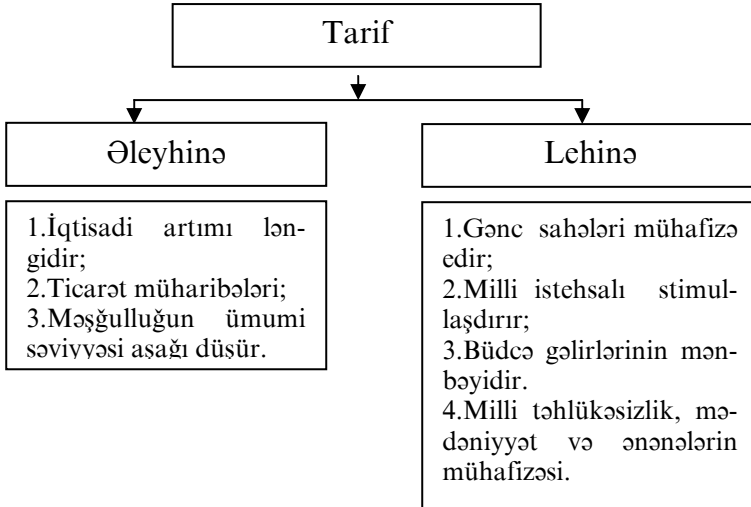 Tarif
Əleyhinə
1.İqtisadi artımı lən-
gidir;
2.Ticarət müharibələri;
3.Məşğulluğun ümumi
səviyyəsi aşağı düşür.
Lehinə
1.Gənc sahələri mühafizə
edir;
2.Milli istehsalı stimul-
laşdırır;
3.Büdcə gəlirlərinin mən-
bəyidir.
4.Milli təhlükəsizlik, mə-
dəniyyət və ənənələrin
mühafizəsi.